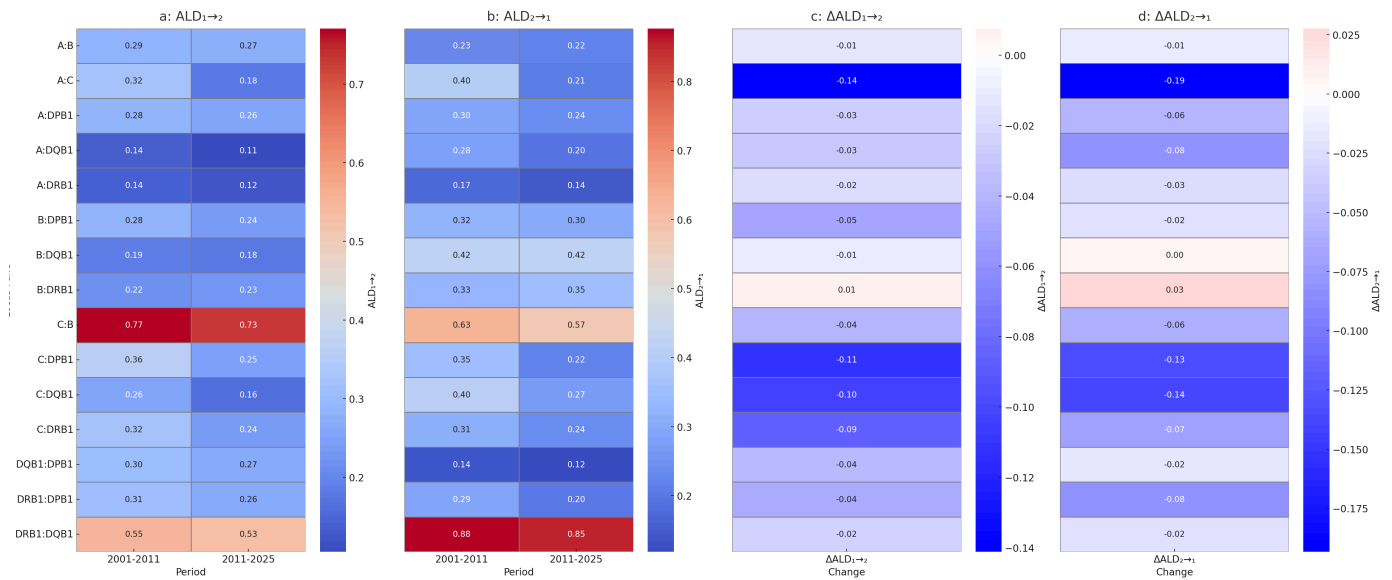 a: ALD₁→₂
A:B 0.29 0.27
A:C 0.32 0.18
A:DPB1 0.28 0.26
A:DQB1 0.14 0.11
A:DRB1 0.14 0.12
B:DPB1 0.28 0.24
B:DQB1 0.19 0.18
B:DRB1 0.22 0.23
C:B 0.77 0.73
C:DPB1 0.36 0.25
C:DQB1 0.26 0.16
C:DRB1 0.32 0.24
DQB1:DPB1 0.30 0.27
DRB1:DPB1 0.31 0.26
DRB1:DQB1 0.55 0.53
2001-2011 2011-2025
Period
0.7
0.6
0.5
0.4
0.3
0.2
ALD₁→₂
b: ALD₂→₁
0.23 0.22
0.40 0.21
0.30 0.24
0.28 0.20
0.17 0.14
0.32 0.30
0.42 0.42
0.33 0.35
0.63 0.57
0.35 0.22
0.40 0.27
0.31 0.24
0.14 0.12
0.29 0.20
0.88 0.85
2001-2011 2011-2025
Period
0.8
0.7
0.6
0.5
0.4
0.3
0.2
ALD₂→₁
c: ΔALD₁→₂
-0.01
-0.14
-0.03
-0.03
-0.02
-0.05
-0.01
0.01
-0.04
-0.11
-0.10
-0.09
-0.04
-0.04
-0.02
ΔALD₁→₂
Change
0.00
−0.02
−0.04
−0.06
−0.08
−0.10
−0.12
−0.14
ΔALD₁→₂
d: ΔALD₂→₁
-0.01
-0.19
-0.06
-0.08
-0.03
-0.02
0.00
0.03
-0.06
-0.13
-0.14
-0.07
-0.02
-0.08
-0.02
ΔALD₂→₁
Change
0.025
0.000
−0.025
−0.050
−0.075
−0.100
−0.125
−0.150
−0.175
ΔALD₂→₁